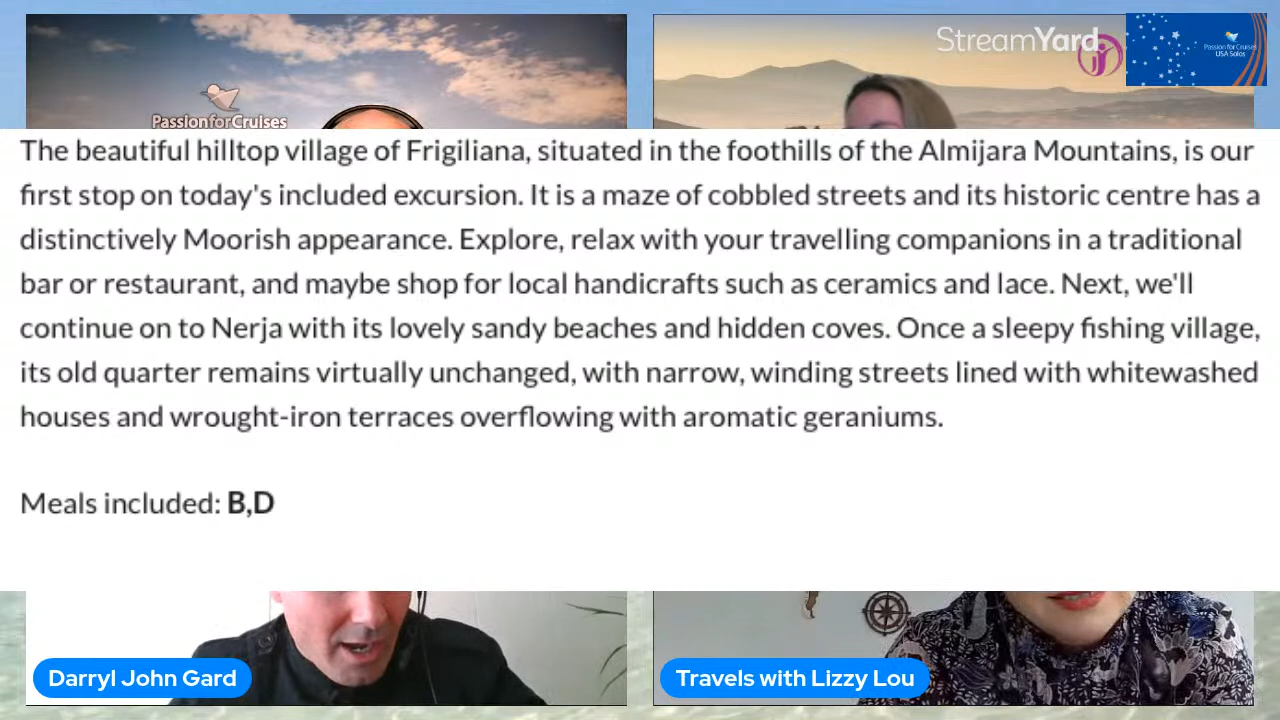 StreamYard
Passion for Cruises
USA Solos
PassionforCruises
The beautiful hilltop village of Frigiliana, situated in the foothills of the Almijara Mountains, is our
first stop on today's included excursion. It is a maze of cobbled streets and its historic centre has a
distinctively Moorish appearance. Explore, relax with your travelling companions in a traditional
bar or restaurant, and maybe shop for local handicrafts such as ceramics and lace. Next, we'll
continue on to Nerja with its lovely sandy beaches and hidden coves. Once a sleepy fishing village,
its old quarter remains virtually unchanged, with narrow, winding streets lined with whitewashed
houses and wrought-iron terraces overflowing with aromatic geraniums.
Meals included: B,D
Darryl John Gard
Travels with Lizzy Lou